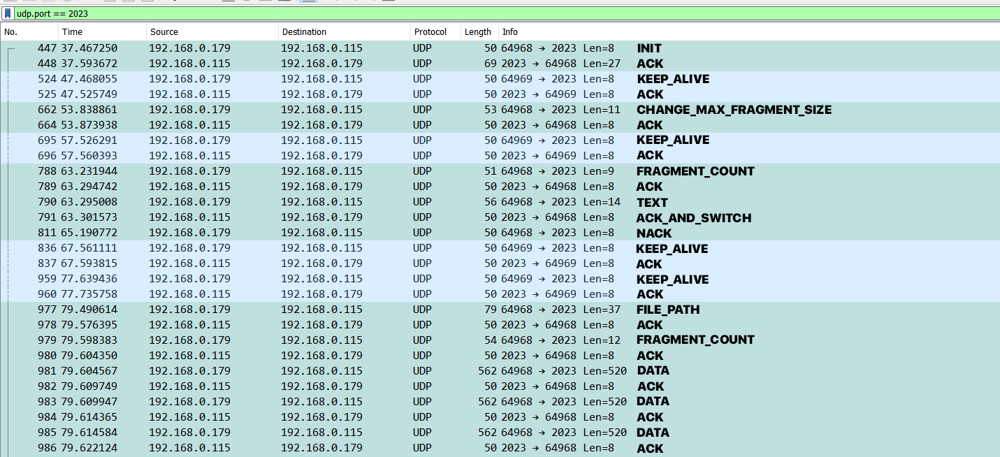 udp.port == 2023
No. Time Source Destination Protocol Length Info
447 37.467250 192.168.0.179 192.168.0.115 UDP 50 64968 → 2023 Len=8 INIT
448 37.593672 192.168.0.115 192.168.0.179 UDP 69 2023 → 64968 Len=27 ACK
524 47.468055 192.168.0.179 192.168.0.115 UDP 50 64969 → 2023 Len=8 KEEP_ALIVE
525 47.525749 192.168.0.115 192.168.0.179 UDP 50 2023 → 64969 Len=8 ACK
662 53.838861 192.168.0.179 192.168.0.115 UDP 53 64968 → 2023 Len=11 CHANGE_MAX_FRAGMENT_SIZE
664 53.873938 192.168.0.115 192.168.0.179 UDP 50 2023 → 64968 Len=8 ACK
695 57.526291 192.168.0.179 192.168.0.115 UDP 50 64969 → 2023 Len=8 KEEP_ALIVE
696 57.560393 192.168.0.115 192.168.0.179 UDP 50 2023 → 64969 Len=8 ACK
788 63.231944 192.168.0.179 192.168.0.115 UDP 51 64968 → 2023 Len=9 FRAGMENT_COUNT
789 63.294742 192.168.0.115 192.168.0.179 UDP 50 2023 → 64968 Len=8 ACK
790 63.295008 192.168.0.179 192.168.0.115 UDP 56 64968 → 2023 Len=14 TEXT
791 63.301573 192.168.0.115 192.168.0.179 UDP 50 2023 → 64968 Len=8 ACK_AND_SWITCH
811 65.190772 192.168.0.179 192.168.0.115 UDP 50 64968 → 2023 Len=8 NACK
836 67.561111 192.168.0.179 192.168.0.115 UDP 50 64969 → 2023 Len=8 KEEP_ALIVE
837 67.593815 192.168.0.115 192.168.0.179 UDP 50 2023 → 64969 Len=8 ACK
959 77.639436 192.168.0.179 192.168.0.115 UDP 50 64969 → 2023 Len=8 KEEP_ALIVE
960 77.735758 192.168.0.115 192.168.0.179 UDP 50 2023 → 64969 Len=8 ACK
977 79.490614 192.168.0.179 192.168.0.115 UDP 79 64968 → 2023 Len=37 FILE_PATH
978 79.576395 192.168.0.115 192.168.0.179 UDP 50 2023 → 64968 Len=8 ACK
979 79.598383 192.168.0.179 192.168.0.115 UDP 54 64968 → 2023 Len=12 FRAGMENT_COUNT
980 79.604350 192.168.0.115 192.168.0.179 UDP 50 2023 → 64968 Len=8 ACK
981 79.604567 192.168.0.179 192.168.0.115 UDP 562 64968 → 2023 Len=520 DATA
982 79.609749 192.168.0.115 192.168.0.179 UDP 50 2023 → 64968 Len=8 ACK
983 79.609947 192.168.0.179 192.168.0.115 UDP 562 64968 → 2023 Len=520 DATA
984 79.614365 192.168.0.115 192.168.0.179 UDP 50 2023 → 64968 Len=8 ACK
985 79.614584 192.168.0.179 192.168.0.115 UDP 562 64968 → 2023 Len=520 DATA
986 79.622124 192.168.0.115 192.168.0.179 UDP 50 2023 → 64968 Len=8 ACK